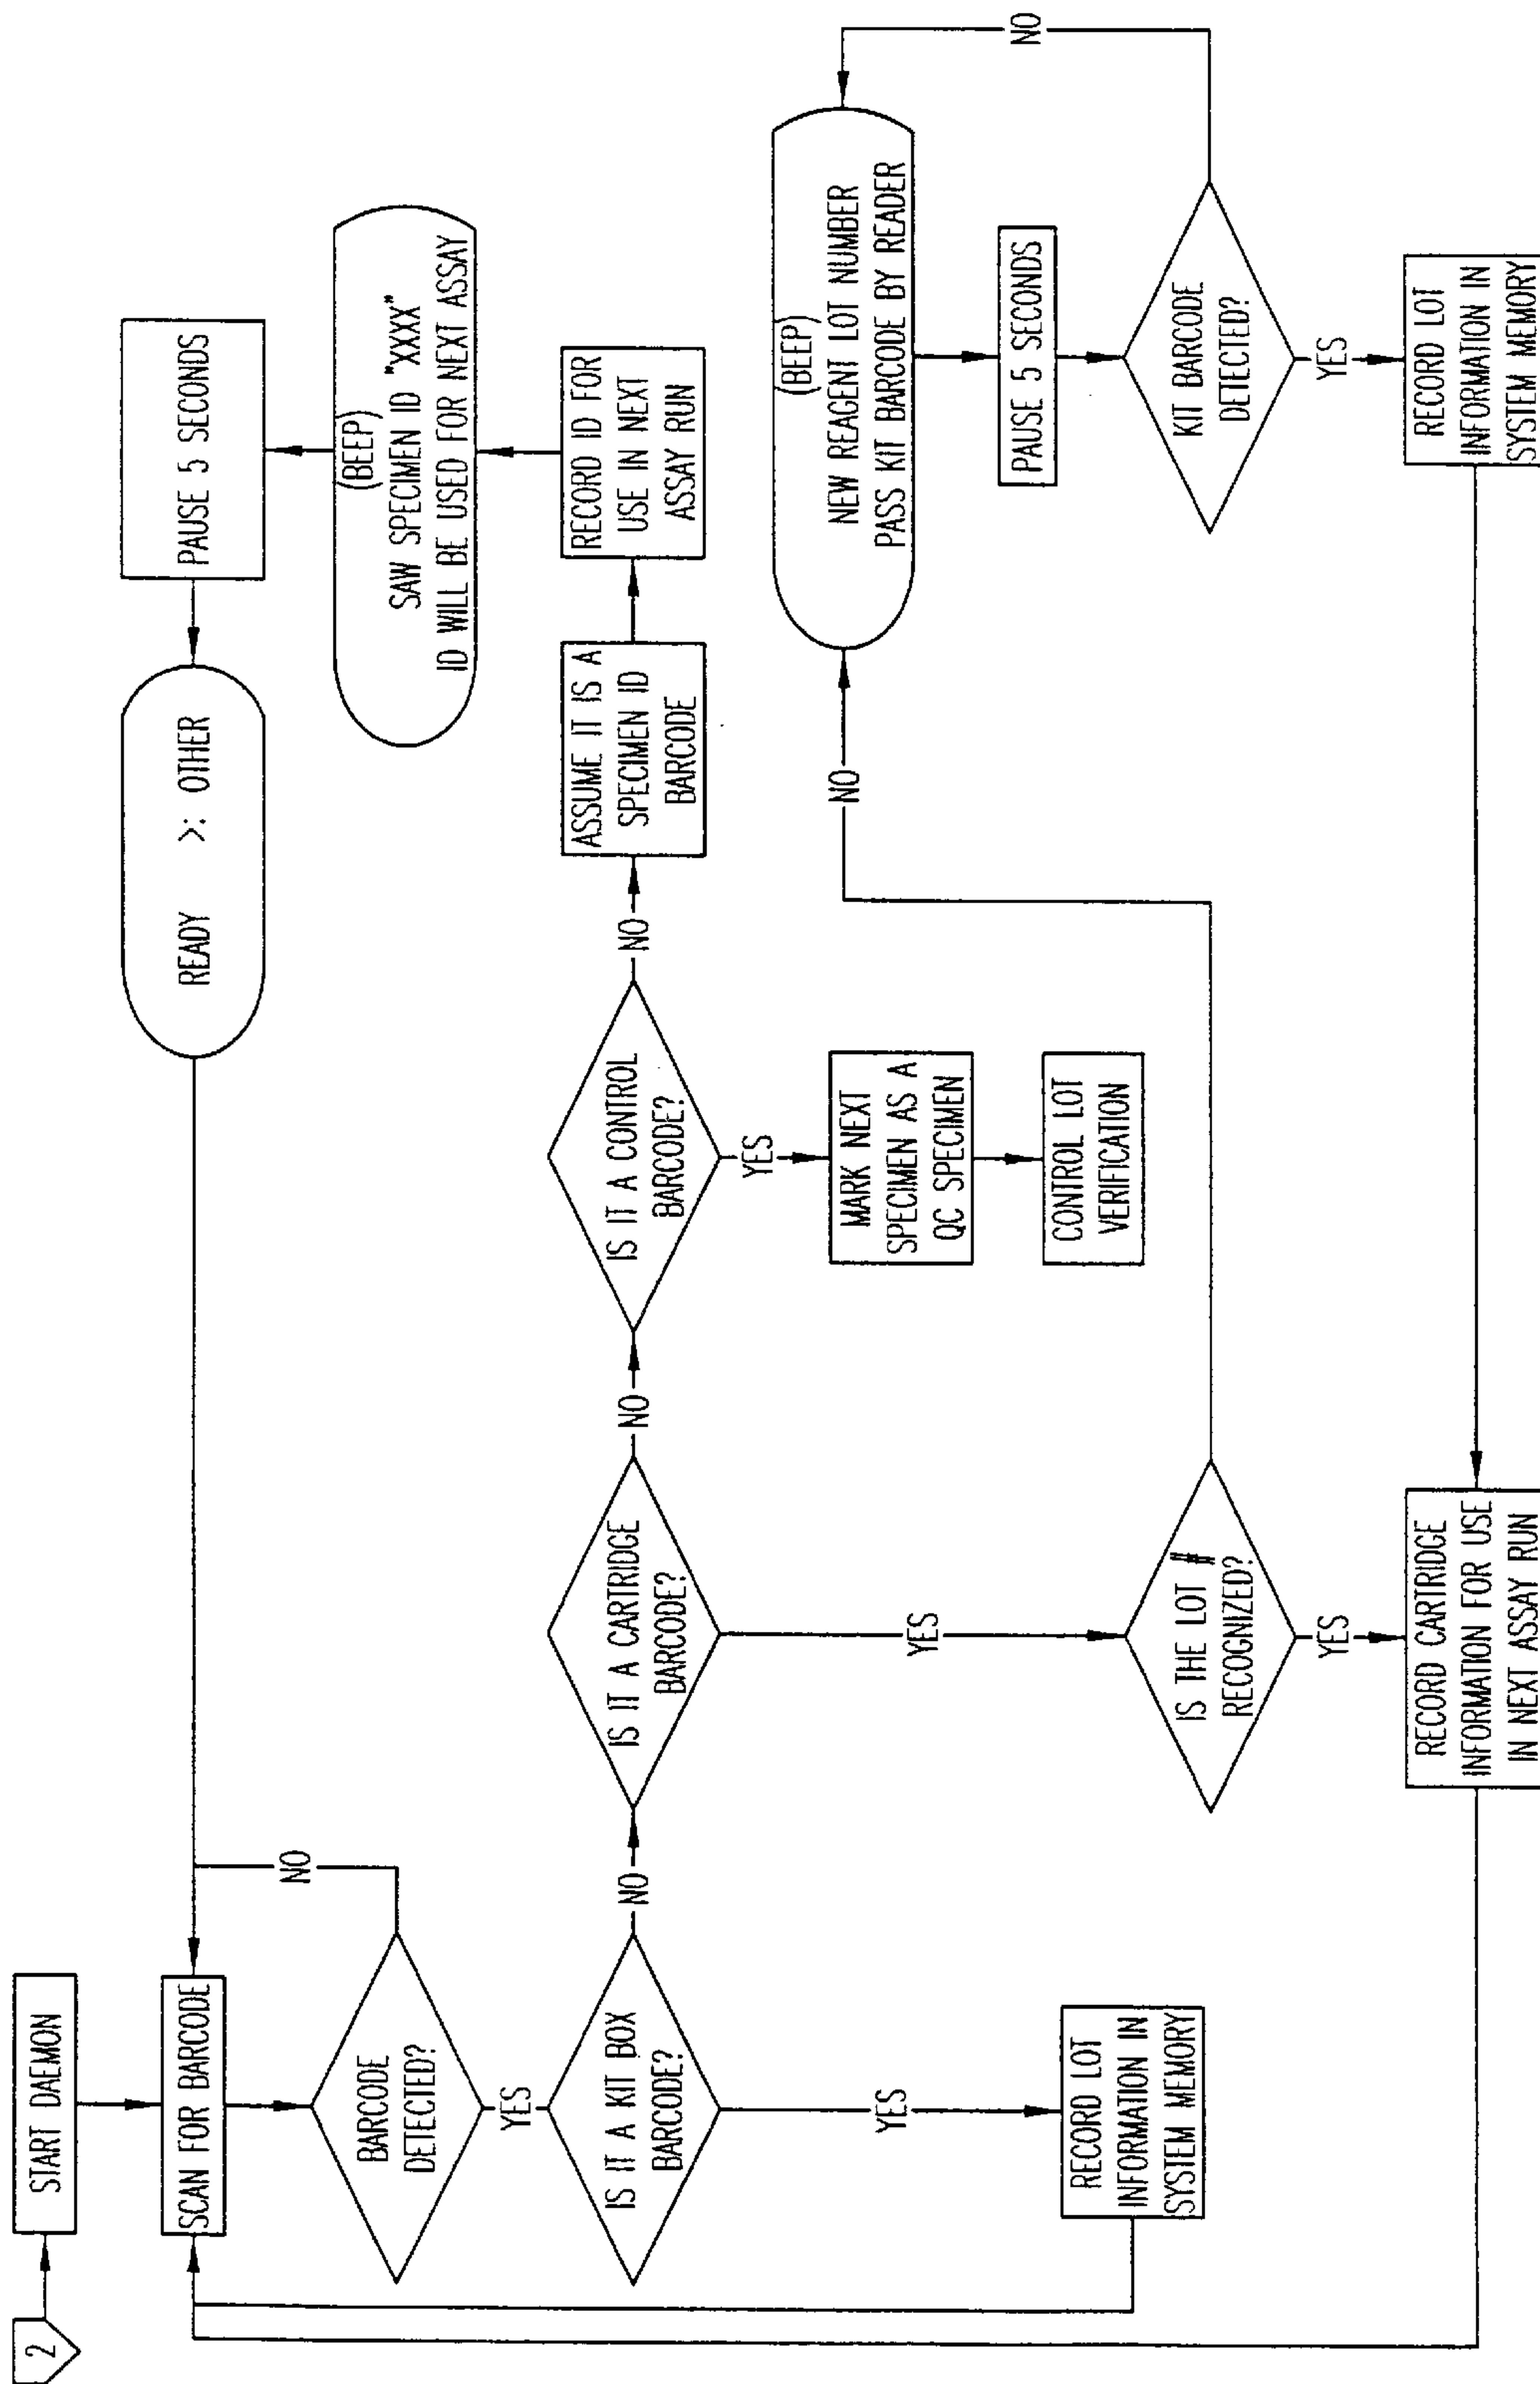 2
START DAEMON
SCAN FOR BARCODE
BARCODE
DETECTED?
NO
YES
READY >: OTHER
PAUSE 5 SECONDS
(BEEP)
SAW SPECIMEN ID "XXXX"
ID WILL BE USED FOR NEXT ASSAY
IS IT A KIT BOX
BARCODE?
NO
IS IT A CARTRIDGE
BARCODE?
NO
IS IT A CONTROL
BARCODE?
NO
ASSUME IT IS A
SPECIMEN ID
BARCODE
RECORD ID FOR
USE IN NEXT
ASSAY RUN
YES
RECORD LOT
INFORMATION IN
SYSTEM MEMORY
YES
YES
MARK NEXT
SPECIMEN AS A
QC SPECIMEN
CONTROL LOT
VERIFICATION
IS THE LOT #
RECOGNIZED?
NO
(BEEP)
NEW REAGENT LOT NUMBER
PASS KIT BARCODE BY READER
PAUSE 5 SECONDS
KIT BARCODE
DETECTED?
NO
YES
RECORD CARTRIDGE
INFORMATION FOR USE
IN NEXT ASSAY RUN
YES
RECORD LOT
INFORMATION IN
SYSTEM MEMORY